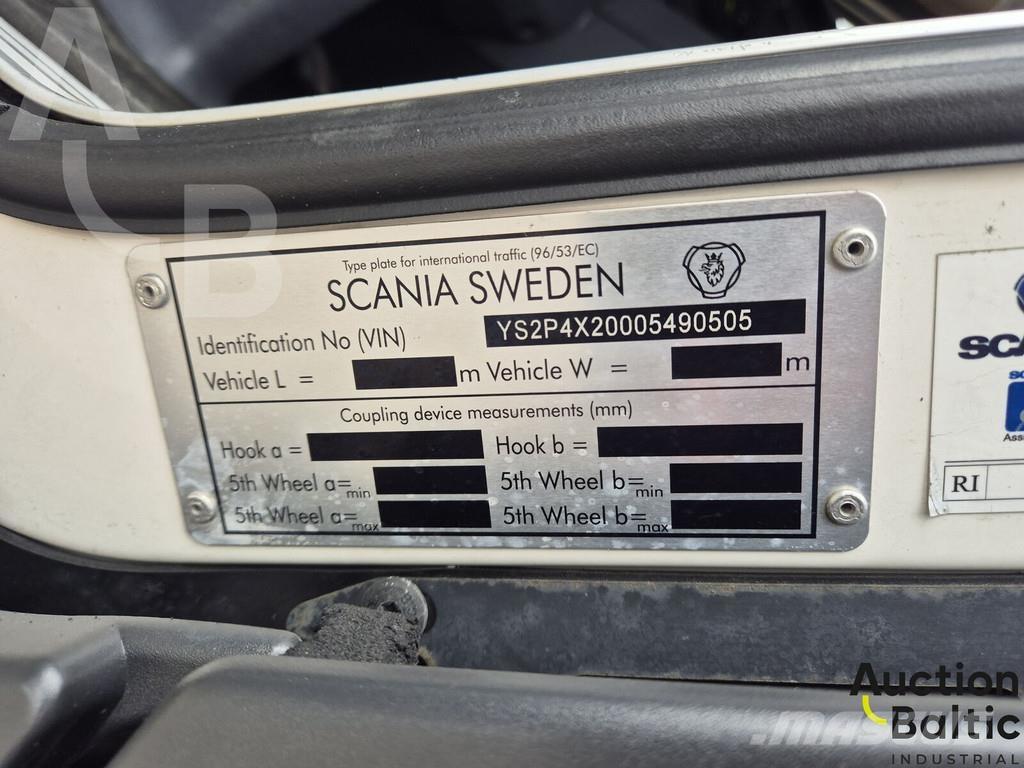 Type plate for international traffic (96/53/EC)
SCANIA SWEDEN
Identification No (VIN) YS2P4X20005490505
Vehicle L = m Vehicle W = m
Coupling device measurements (mm)
Hook a = Hook b =
5th Wheel a=min 5th Wheel b=min
5th Wheel a=max 5th Wheel b=max
RI
AB
Auction
Baltic
INDUSTRIAL